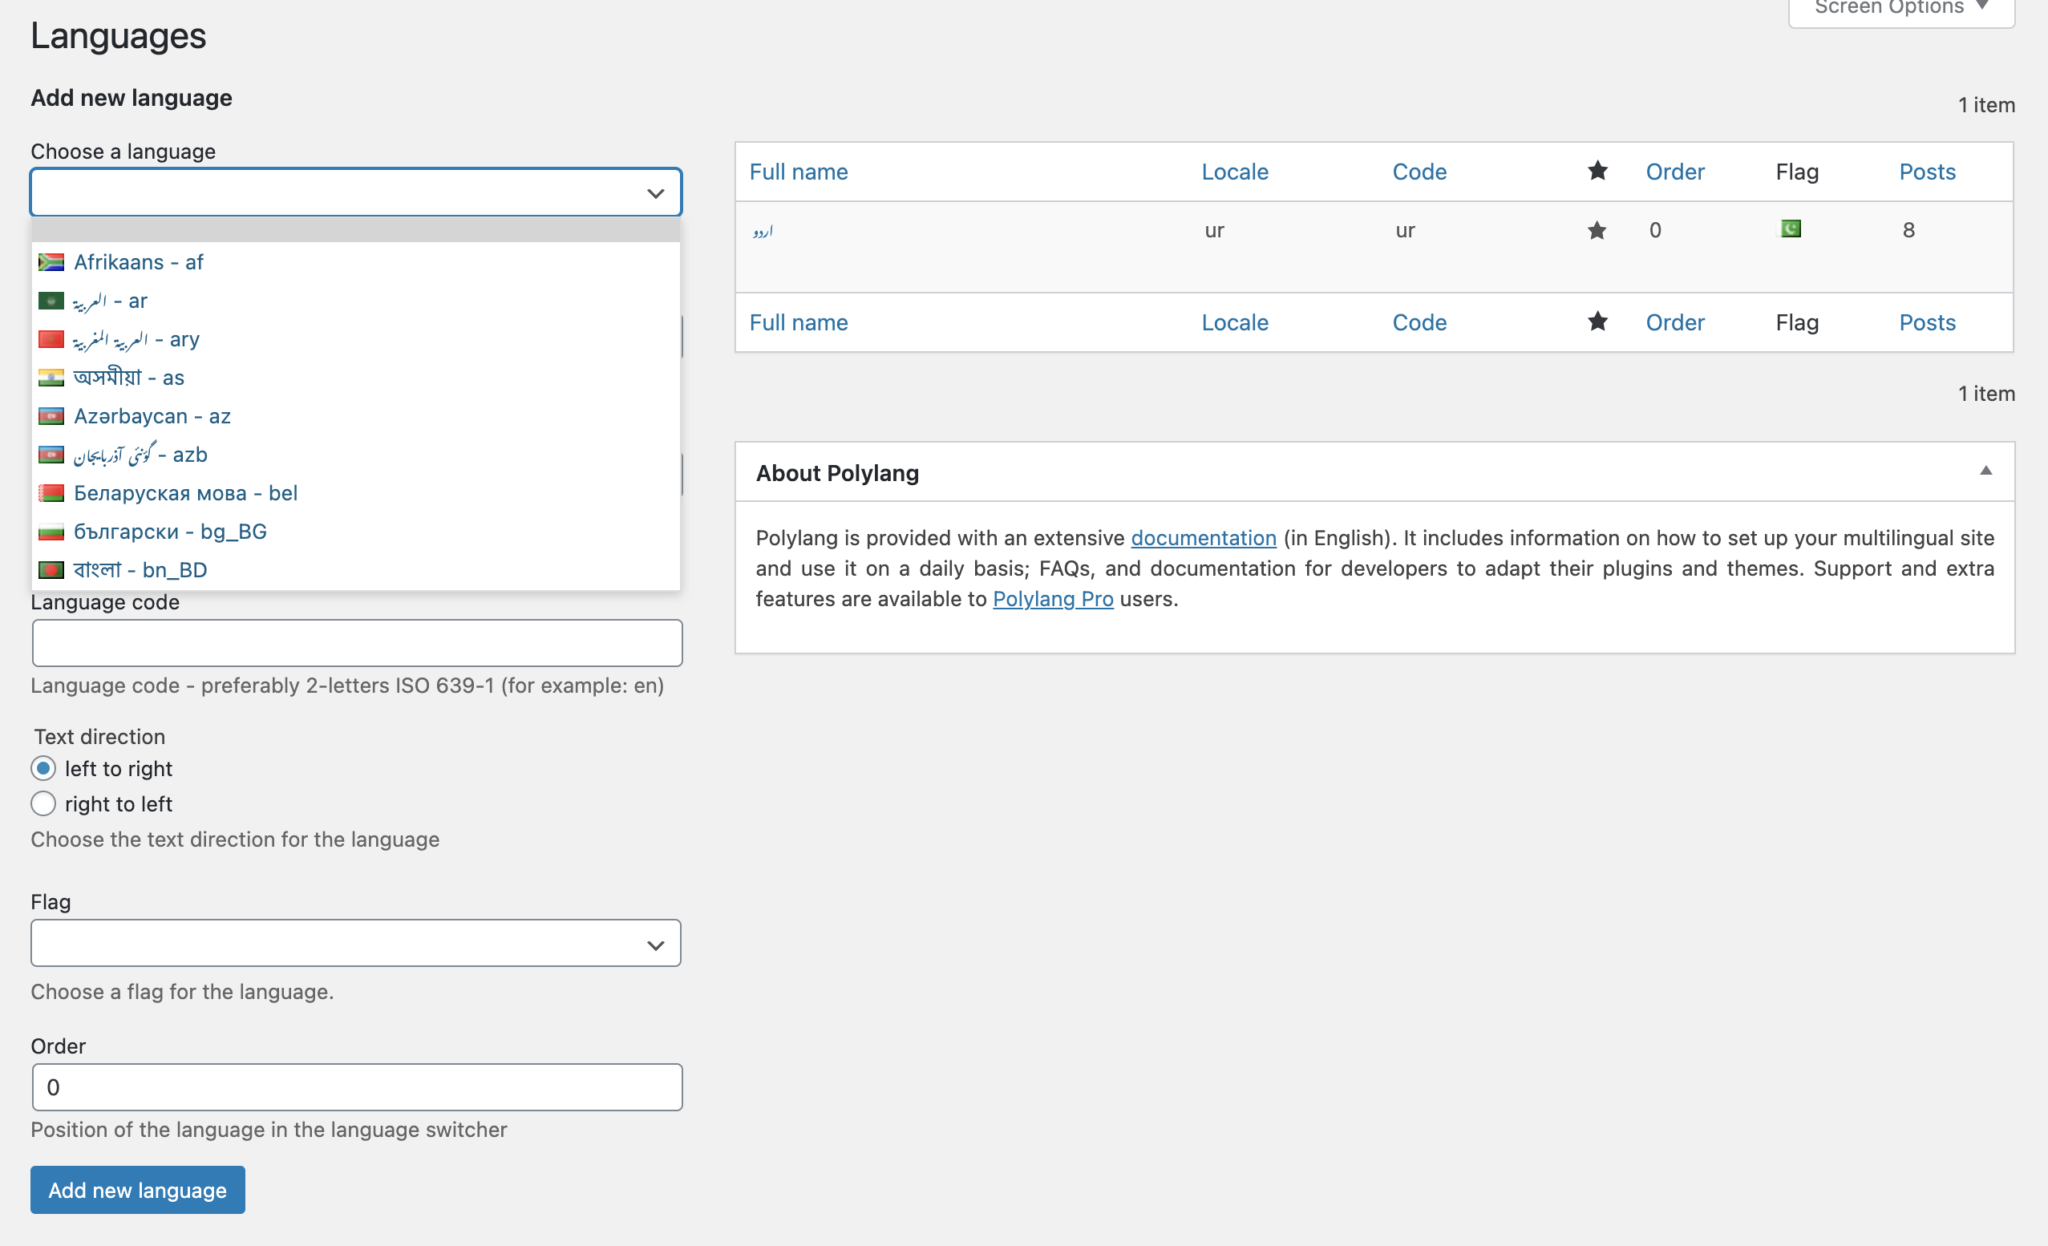 Screen Options ▼
Languages
Add new language
Choose a language
Afrikaans - af
العربية - ar
العربية المغربية - ary
অসমীয়া - as
Azərbaycan - az
گؤنئی آذربایجان - azb
Беларуская мова - bel
български - bg_BG
বাংলা - bn_BD
Language code
Language code - preferably 2-letters ISO 639-1 (for example: en)
Text direction
left to right
right to left
Choose the text direction for the language
Flag
Choose a flag for the language.
Order
0
Position of the language in the language switcher
Add new language
1 item
Full name Locale Code ★ Order Flag Posts
اردو ur ur ★ 0 8
Full name Locale Code ★ Order Flag Posts
1 item
About Polylang
Polylang is provided with an extensive documentation (in English). It includes information on how to set up your multilingual site
and use it on a daily basis; FAQs, and documentation for developers to adapt their plugins and themes. Support and extra
features are available to Polylang Pro users.